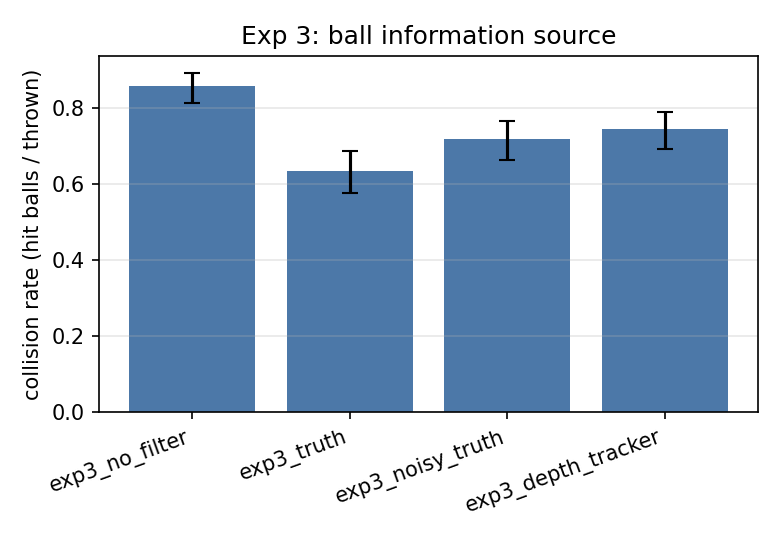 Exp 3: ball information source
collision rate (hit balls / thrown)
0.8
0.6
0.4
0.2
0.0
exp3_no_filter
exp3_truth
exp3_noisy_truth
exp3_depth_tracker